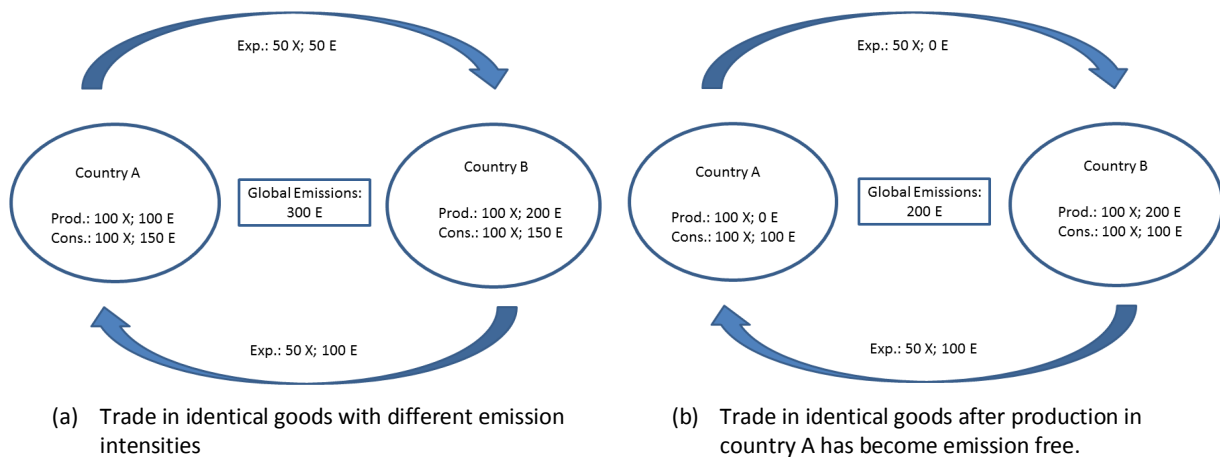 Exp.: 50 X; 50 E
Country A
Prod.: 100 X; 100 E
Cons.: 100 X; 150 E
Global Emissions:
300 E
Country B
Prod.: 100 X; 200 E
Cons.: 100 X; 150 E
Exp.: 50 X; 100 E
(a) Trade in identical goods with different emission
intensities
Exp.: 50 X; 0 E
Country A
Prod.: 100 X; 0 E
Cons.: 100 X; 100 E
Global Emissions:
200 E
Country B
Prod.: 100 X; 200 E
Cons.: 100 X; 100 E
Exp.: 50 X; 100 E
(b) Trade in identical goods after production in
country A has become emission free.